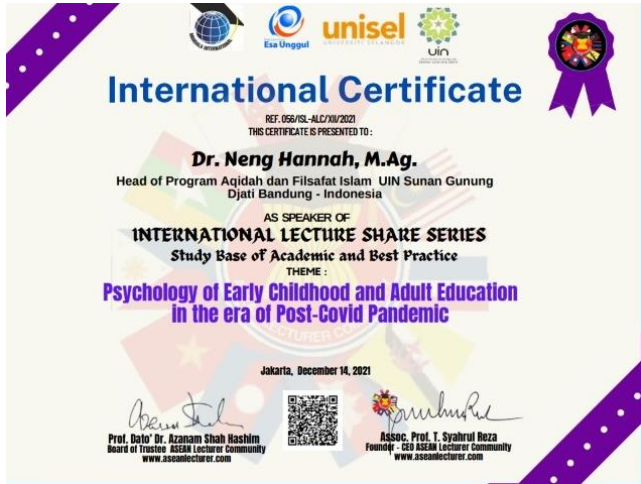 Esa Unggul
unisel
UNIVERSITI SELANGOR
uin
International Certificate
REF. 056/ISL-ALC/XII/2021
THIS CERTIFICATE IS PRESENTED TO :
Dr. Neng Hannah, M.Ag.
Head of Program Aqidah dan Filsafat Islam UIN Sunan Gunung
Djati Bandung - Indonesia
AS SPEAKER OF
INTERNATIONAL LECTURE SHARE SERIES
Study Base of Academic and Best Practice
THEME :
Psychology of Early Childhood and Adult Education
in the era of Post-Covid Pandemic
Jakarta, December 14, 2021
Prof. Dato' Dr. Azanam Shah Hashim
Board of Trustee ASEAN Lecturer Community
www.aseanlecturer.com
Assoc. Prof. T. Syahrul Reza
Founder - CEO ASEAN Lecturer Community
www.aseanlecturer.com